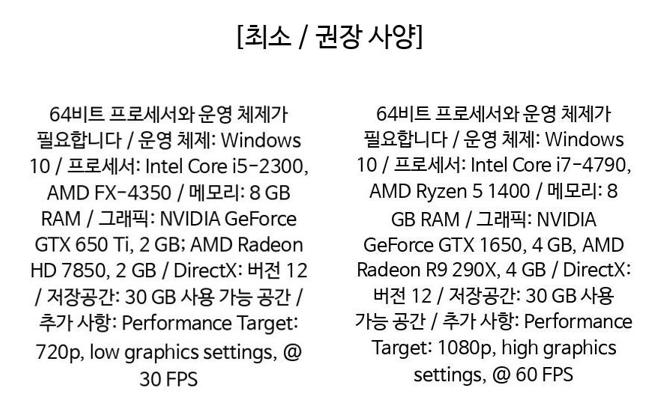 [최소 / 권장 사양]
64비트 프로세서와 운영 체제가
필요합니다 / 운영 체제: Windows
10 / 프로세서: Intel Core i5-2300,
AMD FX-4350 / 메모리: 8 GB
RAM / 그래픽: NVIDIA GeForce
GTX 650 Ti, 2 GB; AMD Radeon
HD 7850, 2 GB / DirectX: 버전 12
/ 저장공간: 30 GB 사용 가능 공간 /
추가 사항: Performance Target:
720p, low graphics settings, @
30 FPS
64비트 프로세서와 운영 체제가
필요합니다 / 운영 체제: Windows
10 / 프로세서: Intel Core i7-4790,
AMD Ryzen 5 1400 / 메모리: 8
GB RAM / 그래픽: NVIDIA
GeForce GTX 1650, 4 GB, AMD
Radeon R9 290X, 4 GB / DirectX:
버전 12 / 저장공간: 30 GB 사용
가능 공간 / 추가 사항: Performance
Target: 1080p, high graphics
settings, @ 60 FPS